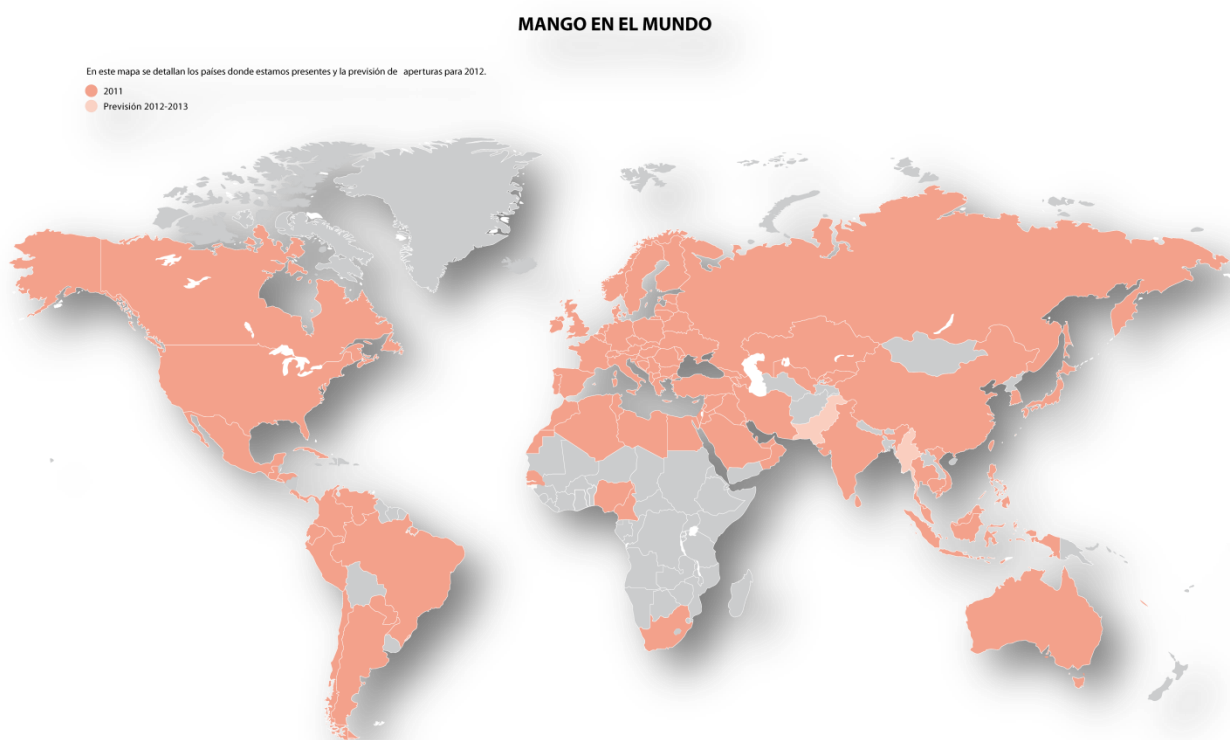 MANGO EN EL MUNDO
En este mapa se detallan los países donde estamos presentes y la previsión de aperturas para 2012.
2011
Previsión 2012-2013